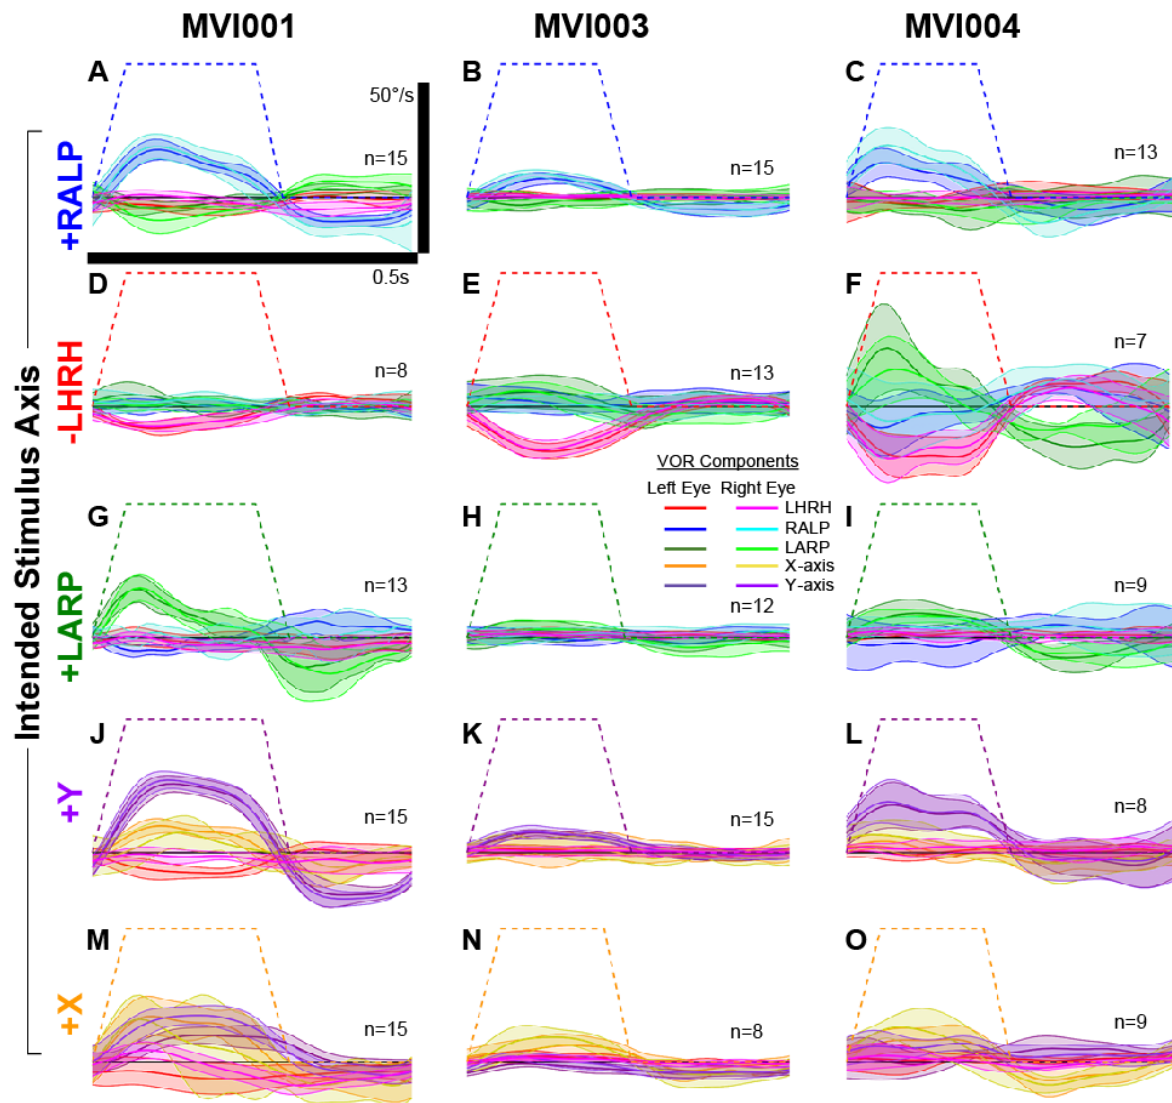 MVI001 MVI003 MVI004
Intended Stimulus Axis
+RALP
A
50°/s
n=15
0.5s
B
n=15
C
n=13
-LHRH
D
n=8
E
n=13
F
n=7
VOR Components
Left Eye Right Eye
LHRH
RALP
LARP
X-axis
Y-axis
+LARP
G
n=13
H
n=12
I
n=9
+Y
J
n=15
K
n=15
L
n=8
+X
M
n=15
N
n=8
O
n=9